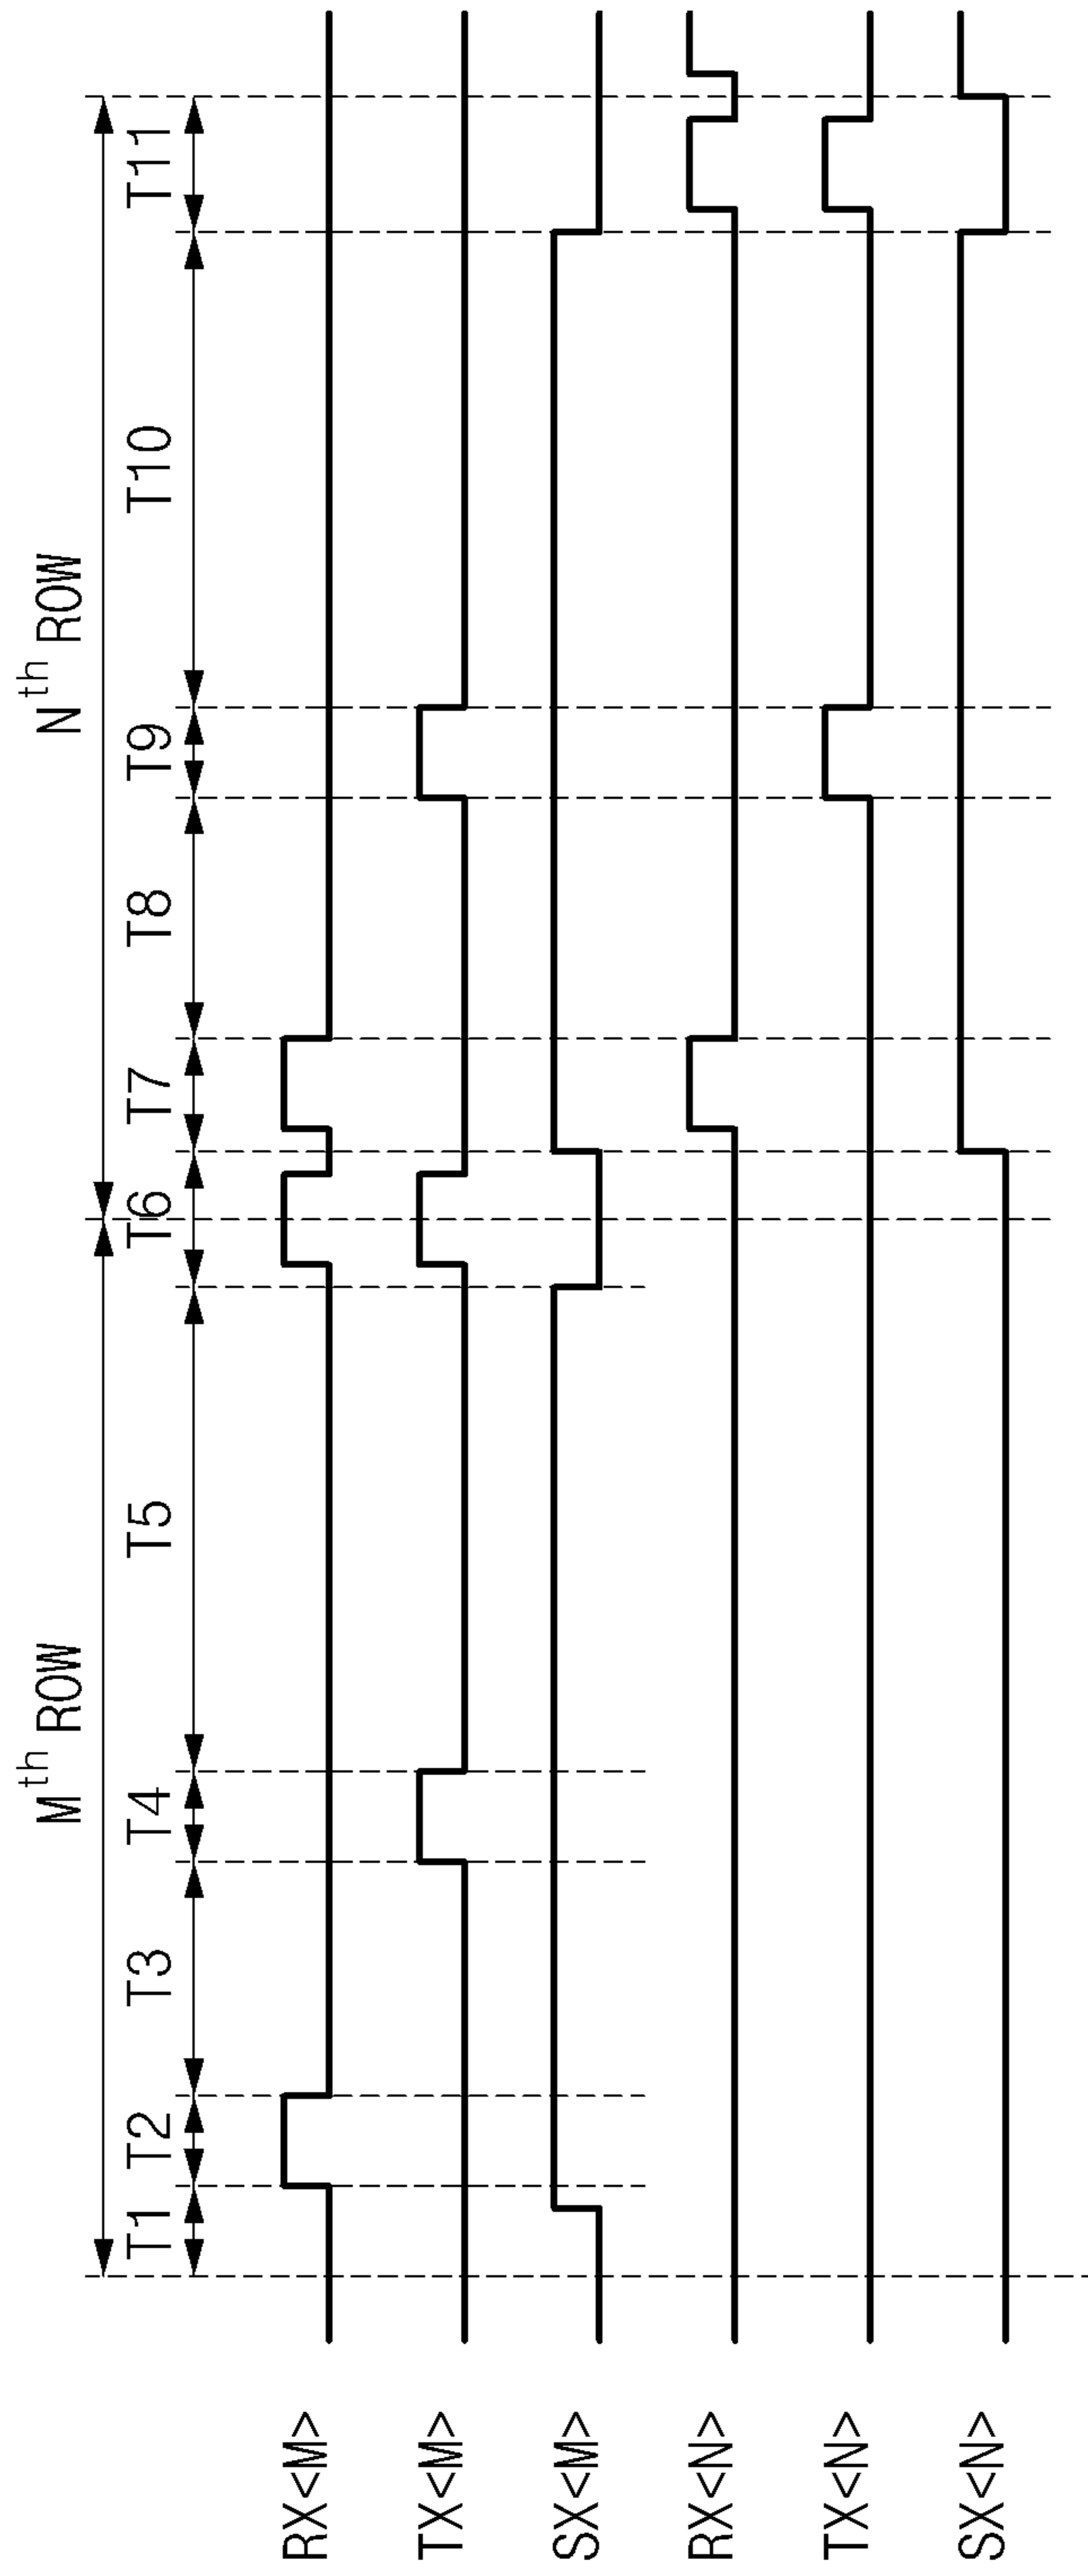 Mth ROW
Nth ROW
T1 T2 T3 T4 T5 T6 T7 T8 T9 T10 T11
RX<M>
TX<M>
SX<M>
RX<N>
TX<N>
SX<N>